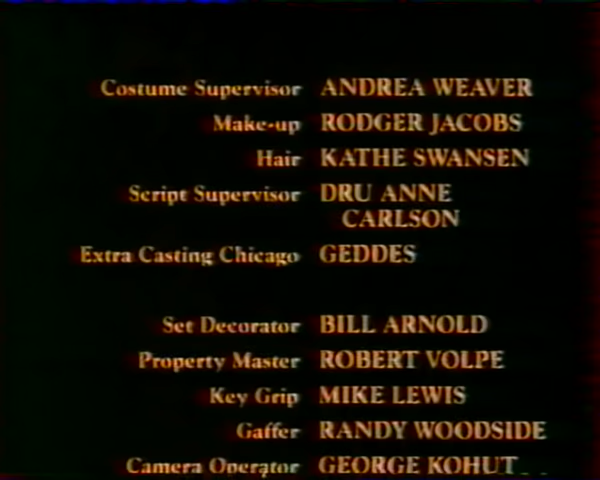 Costume Supervisor ANDREA WEAVER
Make-up RODGER JACOBS
Hair KATHE SWANSEN
Script Supervisor DRU ANNE
CARLSON
Extra Casting Chicago GEDDES
Set Decorator BILL ARNOLD
Property Master ROBERT VOLPE
Key Grip MIKE LEWIS
Gaffer RANDY WOODSIDE
Camera Operator GEORGE KOHUT